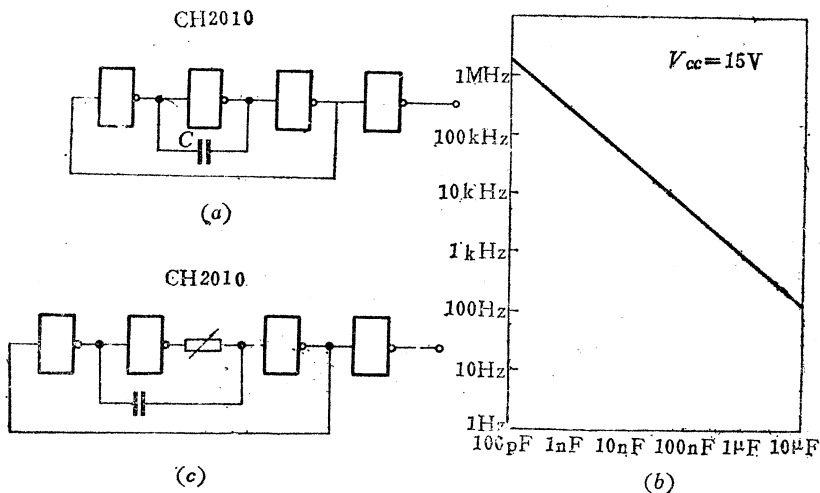 CH2010
C
(a)
CH2010
(c)
Vcc=15V
1MHz
100kHz
10kHz
1kHz
100Hz
10Hz
1Hz
100pF 1nF 10nF 100nF 1μF 10μF
(b)